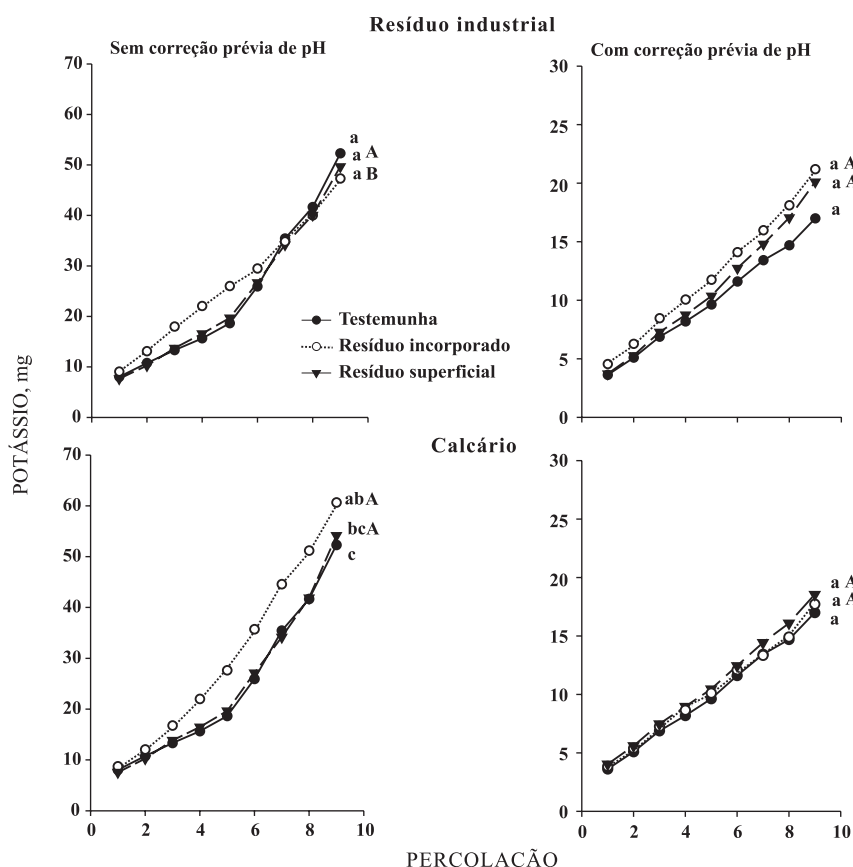 Resíduo industrial
Sem correção prévia de pH
Com correção prévia de pH
70
60
50
40
30
20
10
0
a
a A
a B
Testemunha
Resíduo incorporado
Resíduo superficial
30
25
20
15
10
5
0
a A
a A
a
POTÁSSIO, mg
Calcário
70
60
50
40
30
20
10
0
abA
bcA
c
0 2 4 6 8 10
30
25
20
15
10
5
0
a A
a A
a
0 2 4 6 8 10
PERCOLAÇÃO